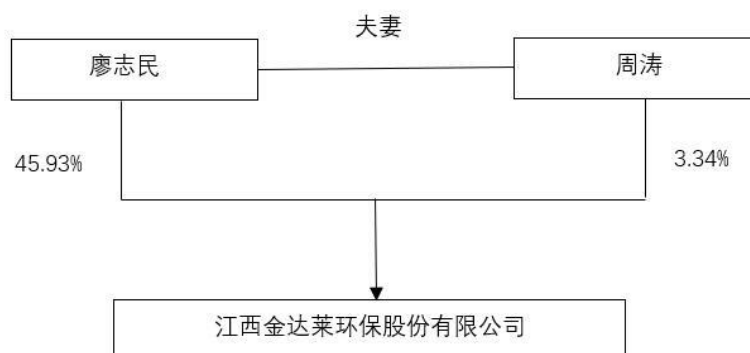 夫妻
廖志民
周涛
45.93%
3.34%
江西金达莱环保股份有限公司